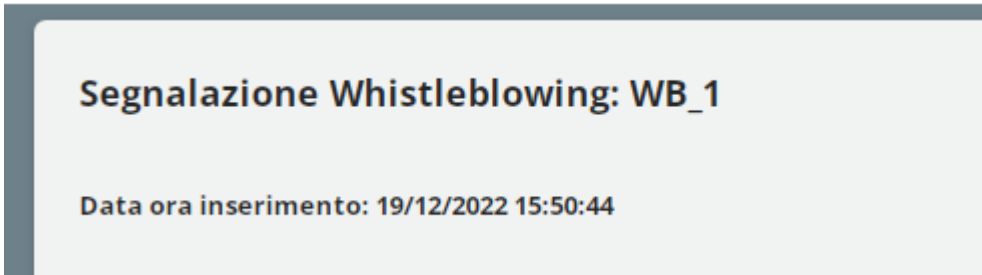 Segnalazione Whistleblowing: WB_1
Data ora inserimento: 19/12/2022 15:50:44